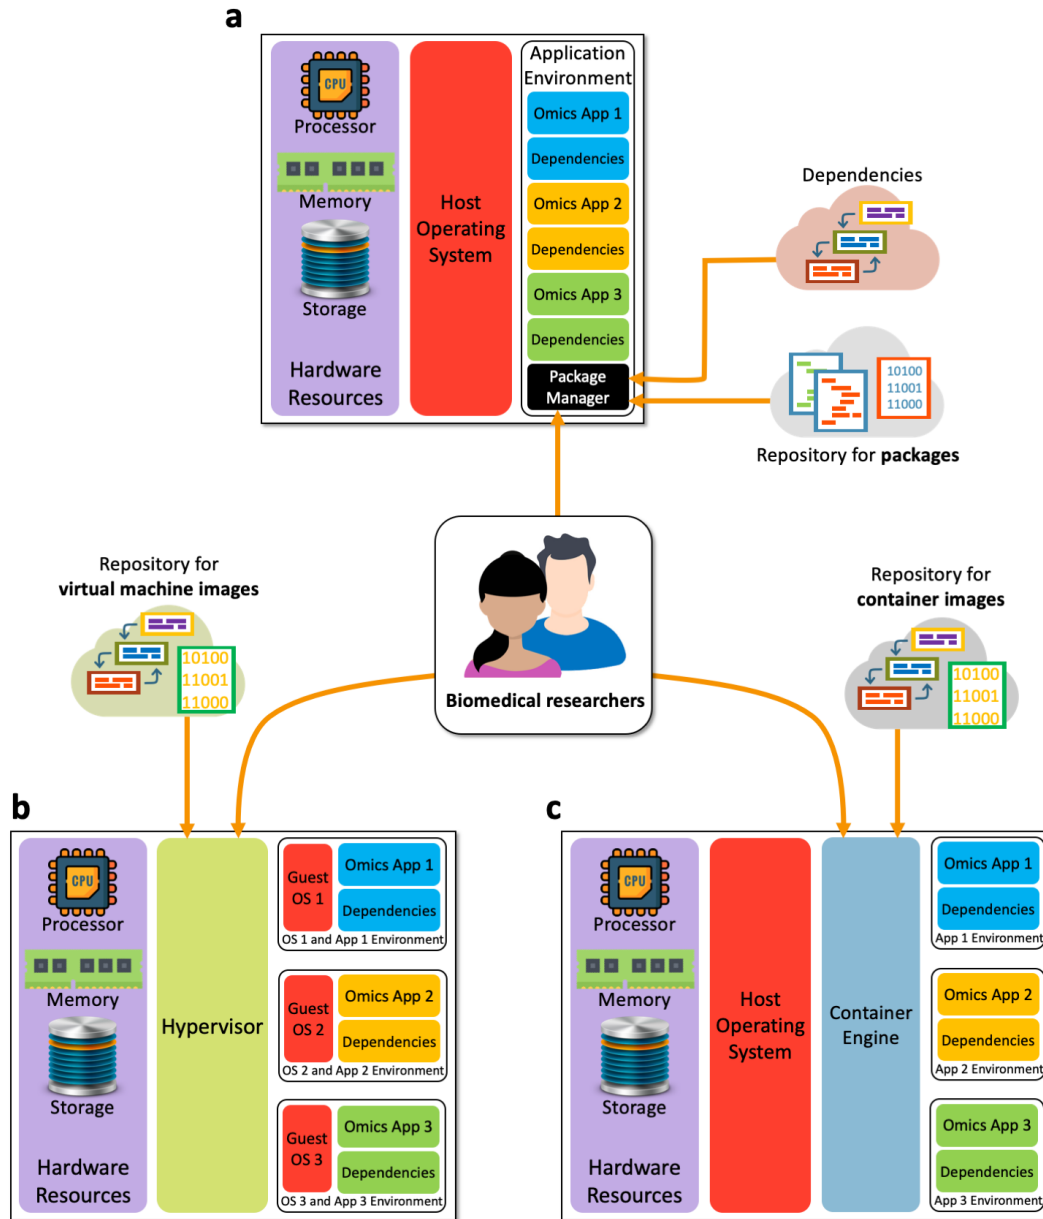 a
CPU
Processor
Memory
Storage
Hardware
Resources
Host
Operating
System
Application
Environment
Omics App 1
Dependencies
Omics App 2
Dependencies
Omics App 3
Dependencies
Package
Manager
Dependencies
10100
11001
11000
Repository for packages
Repository for
virtual machine images
10100
11001
11000
Biomedical researchers
Repository for
container images
10100
11001
11000
b
CPU
Processor
Memory
Storage
Hardware
Resources
Hypervisor
Guest
OS 1
Omics App 1
Dependencies
OS 1 and App 1 Environment
Guest
OS 2
Omics App 2
Dependencies
OS 2 and App 2 Environment
Guest
OS 3
Omics App 3
Dependencies
OS 3 and App 3 Environment
c
CPU
Processor
Memory
Storage
Hardware
Resources
Host
Operating
System
Container
Engine
Omics App 1
Dependencies
App 1 Environment
Omics App 2
Dependencies
App 2 Environment
Omics App 3
Dependencies
App 3 Environment